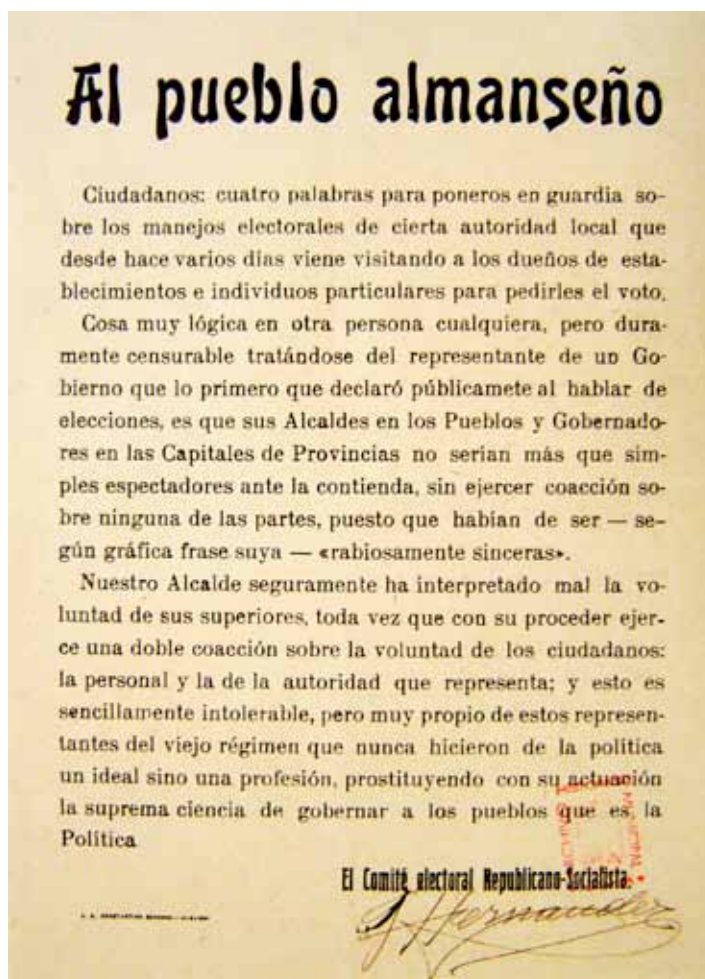 Al pueblo almanseño
Ciudadanos: cuatro palabras para poneros en guardia so-
bre los manejos electorales de cierta autoridad local que
desde hace varios días viene visitando a los dueños de esta-
blecimientos e individuos particulares para pedirles el voto.
Cosa muy lógica en otra persona cualquiera, pero dura-
mente censurable tratándose del representante de un Go-
bierno que lo primero que declaró públicamete al hablar de
elecciones, es que sus Alcaldes en los Pueblos y Gobernado-
res en las Capitales de Provincias no serían más que sim-
ples espectadores ante la contienda, sin ejercer coacción so-
bre ninguna de las partes, puesto que habían de ser — se-
gún gráfica frase suya — «rabiosamente sinceras».
Nuestro Alcalde seguramente ha interpretado mal la vo-
luntad de sus superiores, toda vez que con su proceder ejer-
ce una doble coacción sobre la voluntad de los ciudadanos:
la personal y la de la autoridad que representa; y esto es
sencillamente intolerable, pero muy propio de estos represen-
tantes del viejo régimen que nunca hicieron de la política
un ideal sino una profesión, prostituyendo con su actuación
la suprema ciencia de gobernar a los pueblos que es la
Política
El Comité electoral Republicano-Socialista.
J Hernandez